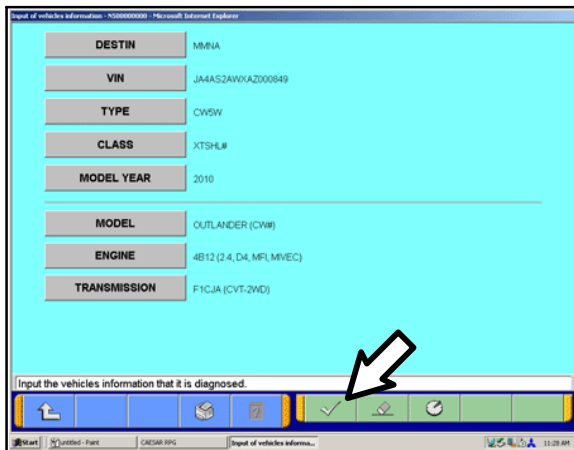 Input of vehicles information - NS00000000 - Microsoft Internet Explorer
DESTIN MMNA
VIN JA4AS2AWXAZ000849
TYPE CW5W
CLASS XTSHL#
MODEL YEAR 2010
MODEL OUTLANDER (CW#)
ENGINE 4B12 (2.4, D4, MFI, MIVEC)
TRANSMISSION F1CJA (CVT-2WD)
Input the vehicles information that it is diagnosed.
Start untitled - Paint CAESAR RPG Input of vehicles informa... 11:28 AM